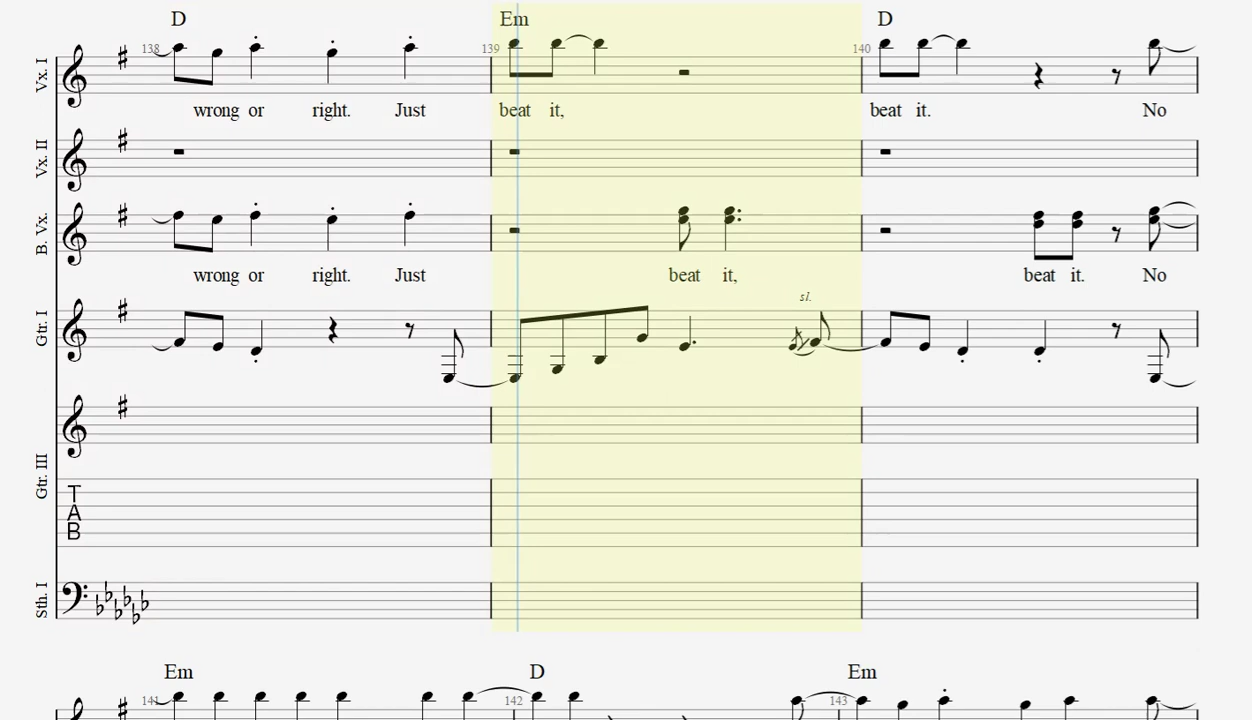 D Em D
138 139 140
Vx. I
wrong or right. Just beat it, beat it. No
Vx. II
B. Vx.
wrong or right. Just beat it, beat it. No
sl.
Gtr. I
Gtr. III
T
A
B
Sth. I
Em D Em
141 142 143